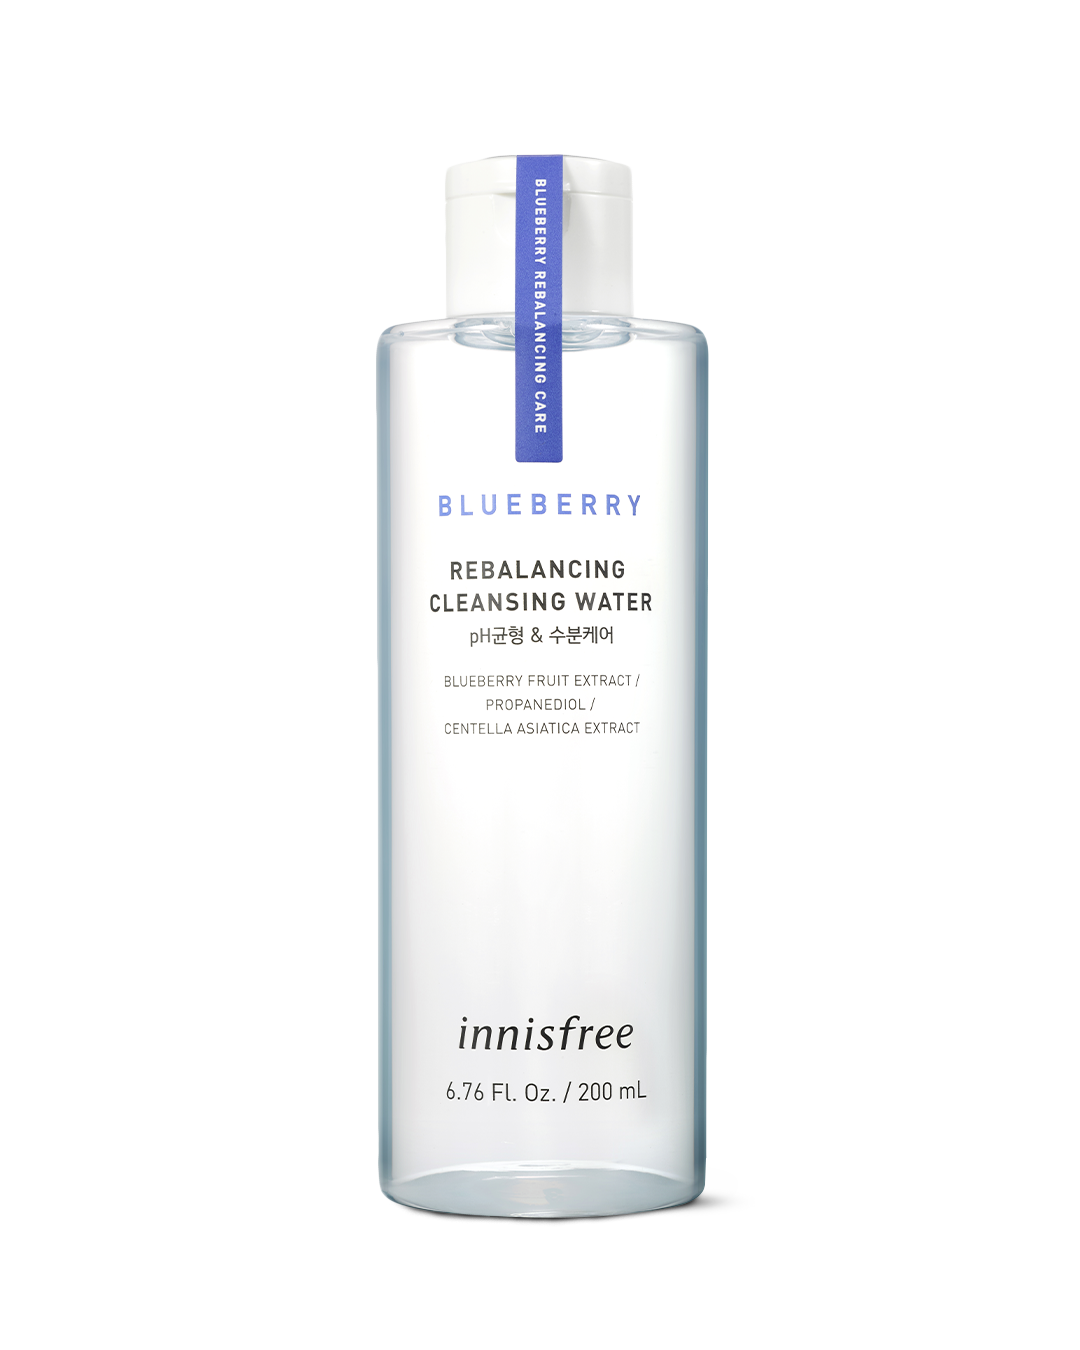 BLUEBERRY REBALANCING CARE
BLUEBERRY
REBALANCING
CLEANSING WATER
pH균형 & 수분케어
BLUEBERRY FRUIT EXTRACT /
PROPANEDIOL /
CENTELLA ASIATICA EXTRACT
innisfree
6.76 Fl. Oz. / 200 mL